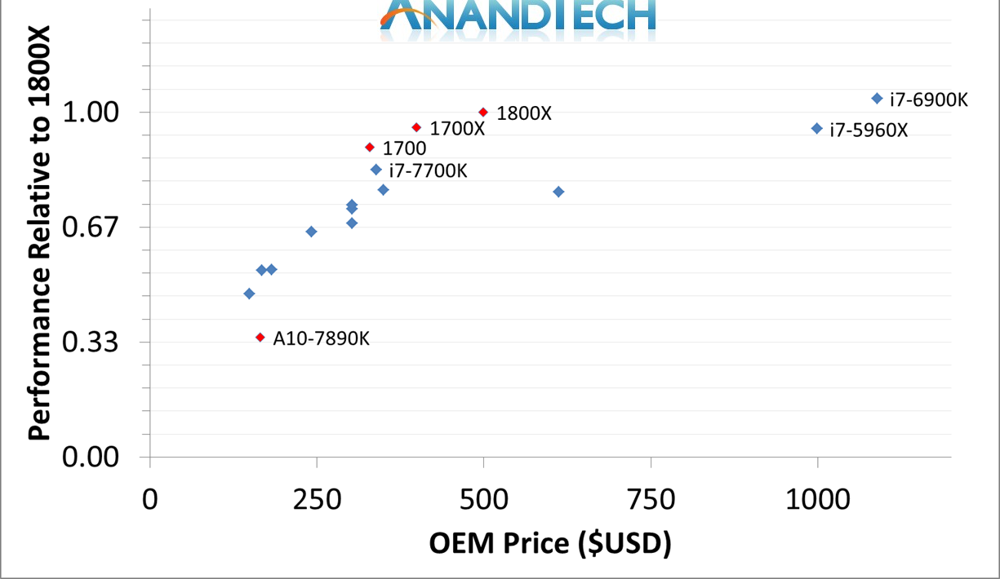 ANANDTECH
Performance Relative to 1800X
1.00
0.67
0.33
0.00
i7-6900K
1800X
1700X
i7-5960X
1700
i7-7700K
A10-7890K
0
250
500
750
1000
OEM Price ($USD)